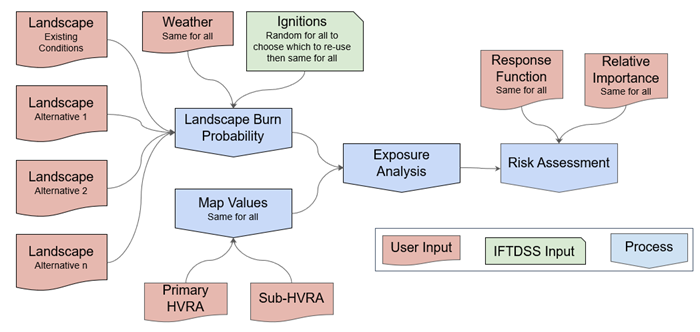 Landscape
Existing
Conditions
Landscape
Alternative 1
Landscape
Alternative 2
Landscape
Alternative n
Weather
Same for all
Ignitions
Random for all to
choose which to re-use
then same for all
Landscape Burn
Probability
Map Values
Same for all
Primary
HVRA
Sub-HVRA
Exposure
Analysis
Response
Function
Same for all
Relative
Importance
Same for all
Risk Assessment
User Input
IFTDSS Input
Process